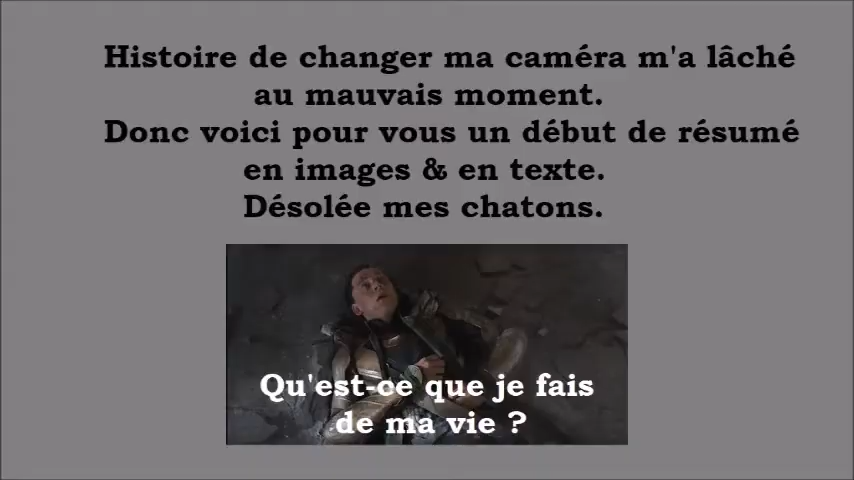 Histoire de changer ma caméra m'a lâché
au mauvais moment.
Donc voici pour vous un début de résumé
en images & en texte.
Désolée mes chatons.
Qu'est-ce que je fais
de ma vie ?